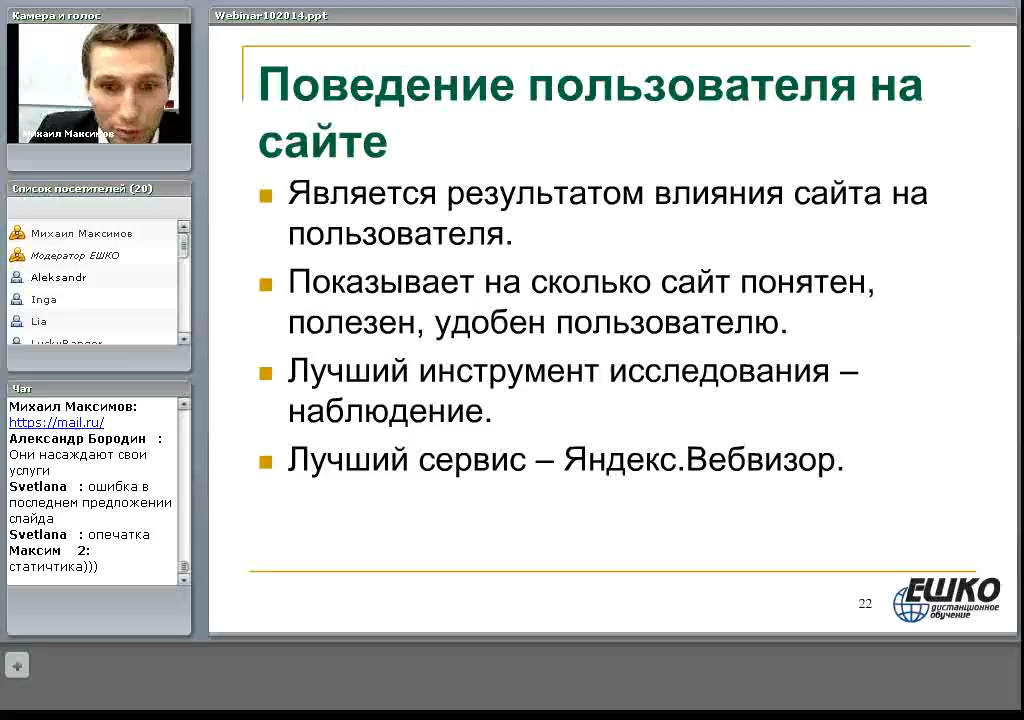 Камера и голос
Михаил Максимов
Список посетителей (20)
Михаил Максимов
Модератор ЕШКО
Aleksandr
Inga
Lia
LuckyRanger
Чат
Михаил Максимов:
https://mail.ru/
Александр Бородин :
Они насаждают свои
услуги
Svetlana : ошибка в
последнем предложении
слайда
Svetlana : опечатка
Максим 2:
статичтика)))
Webinar102014.ppt
Поведение пользователя на
сайте
Является результатом влияния сайта на
пользователя.
Показывает на сколько сайт понятен,
полезен, удобен пользователю.
Лучший инструмент исследования –
наблюдение.
Лучший сервис – Яндекс.Вебвизор.
22
ЕШКО
дистанционное
обучение